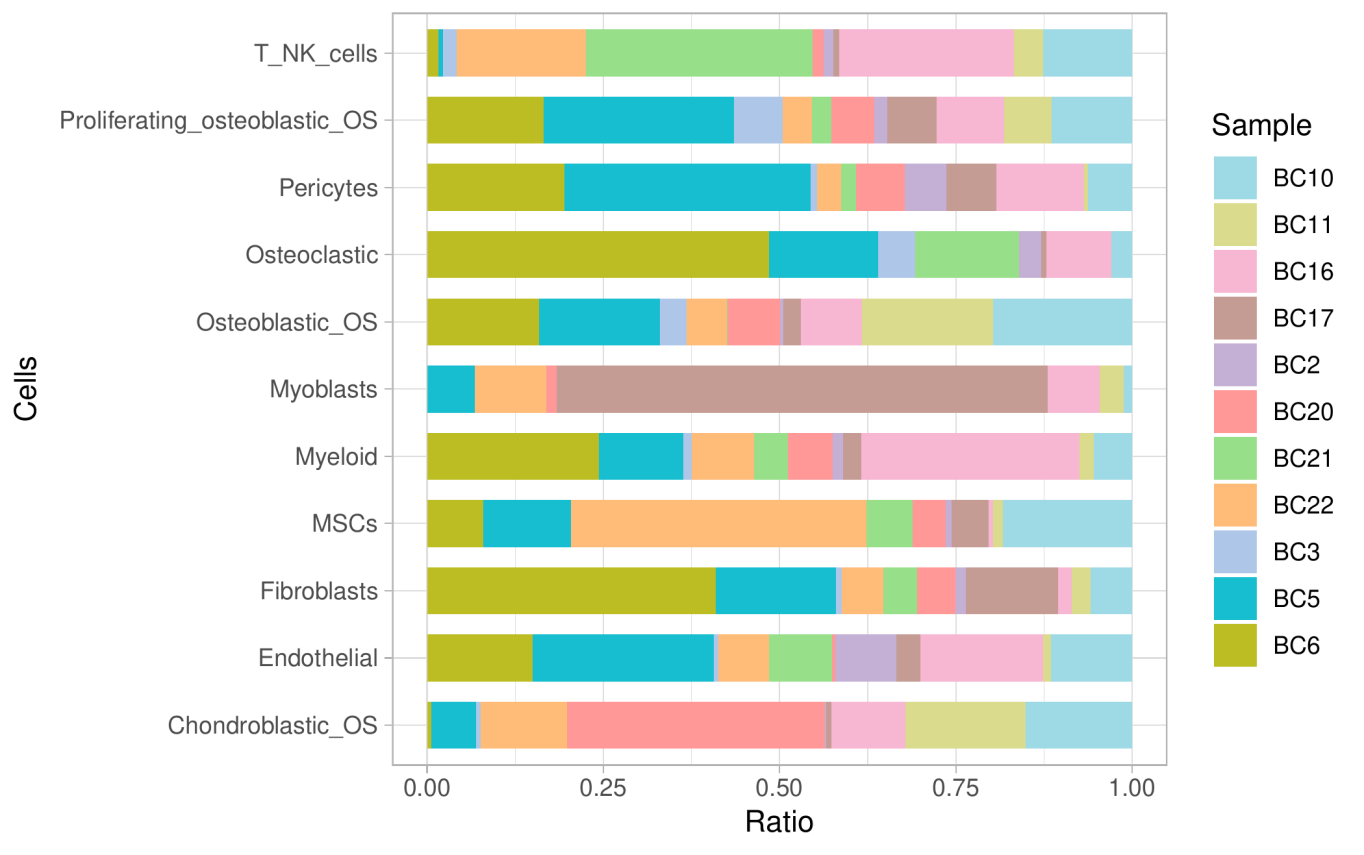 T_NK_cells
Proliferating_osteoblastic_OS
Pericytes
Osteoclastic
Osteoblastic_OS
Myoblasts
Myeloid
MSCs
Fibroblasts
Endothelial
Chondroblastic_OS
Cells
0.00 0.25 0.50 0.75 1.00
Ratio
Sample
BC10
BC11
BC16
BC17
BC2
BC20
BC21
BC22
BC3
BC5
BC6